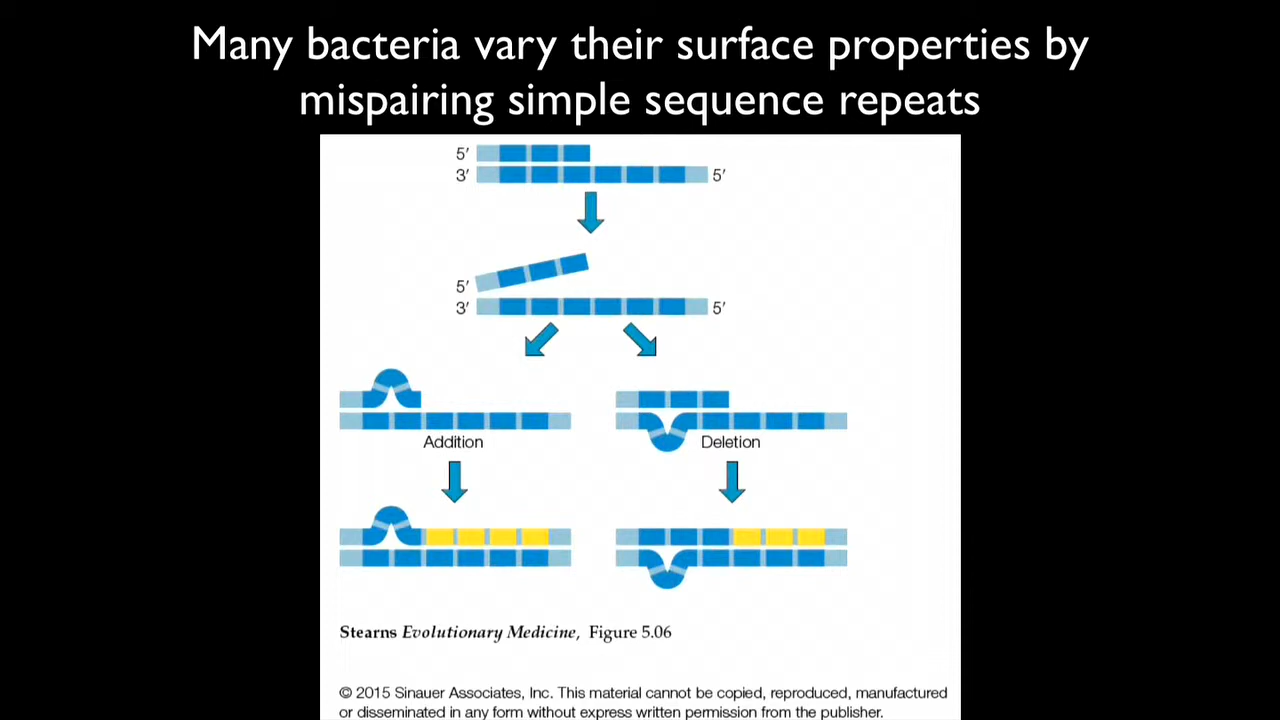 Many bacteria vary their surface properties by
mispairing simple sequence repeats
5′
3′ 5′
5′
3′ 5′
Addition Deletion
Stearns Evolutionary Medicine, Figure 5.06
© 2015 Sinauer Associates, Inc. This material cannot be copied, reproduced, manufactured
or disseminated in any form without express written permission from the publisher.